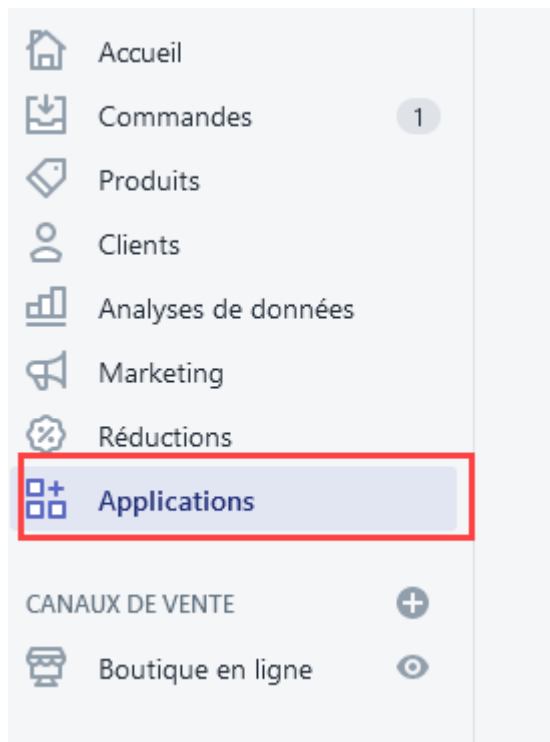 Accueil
Commandes 1
Produits
Clients
Analyses de données
Marketing
Réductions
Applications
CANAUX DE VENTE
Boutique en ligne